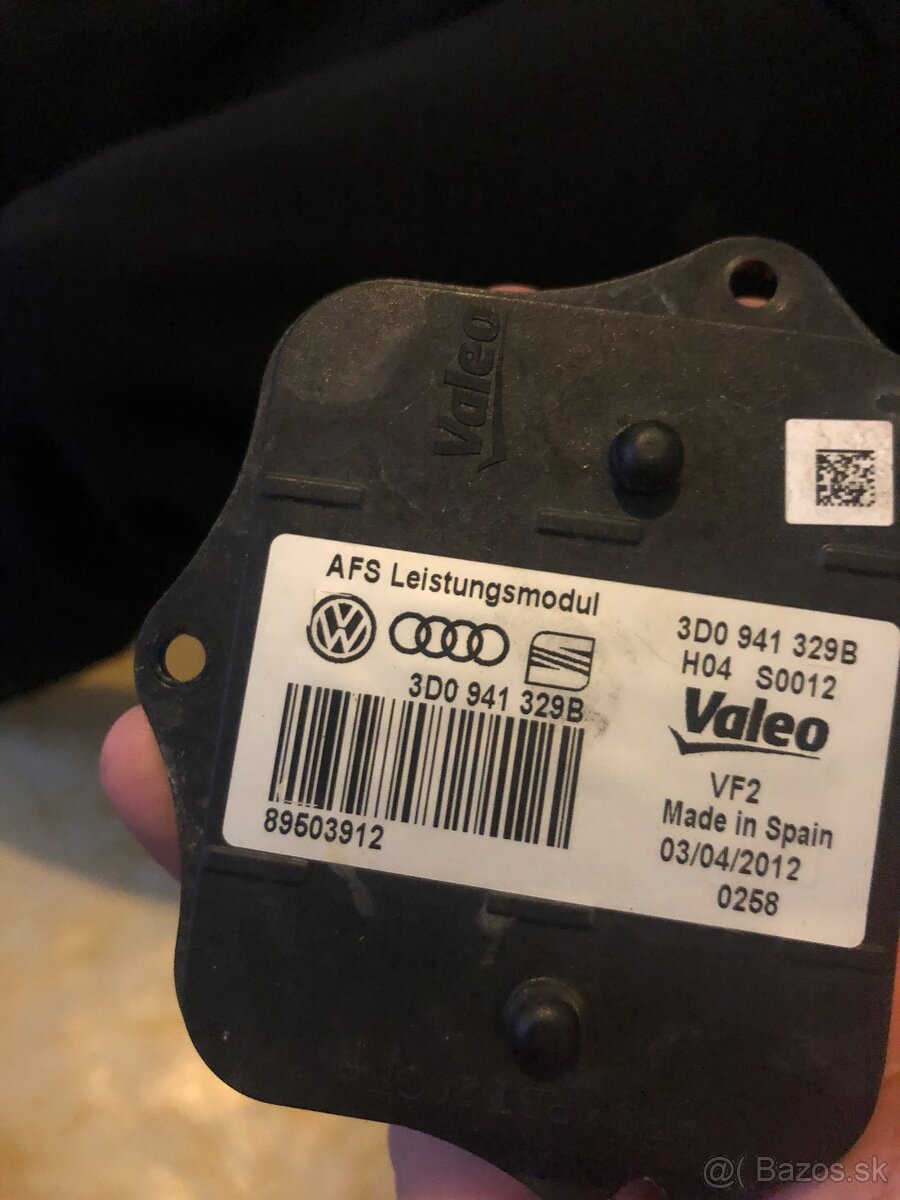 Valeo
AFS Leistungsmodul
3D0 941 329B
89503912
3D0 941 329B
H04 S0012
Valeo
VF2
Made in Spain
03/04/2012
0258
@( Bazos.sk